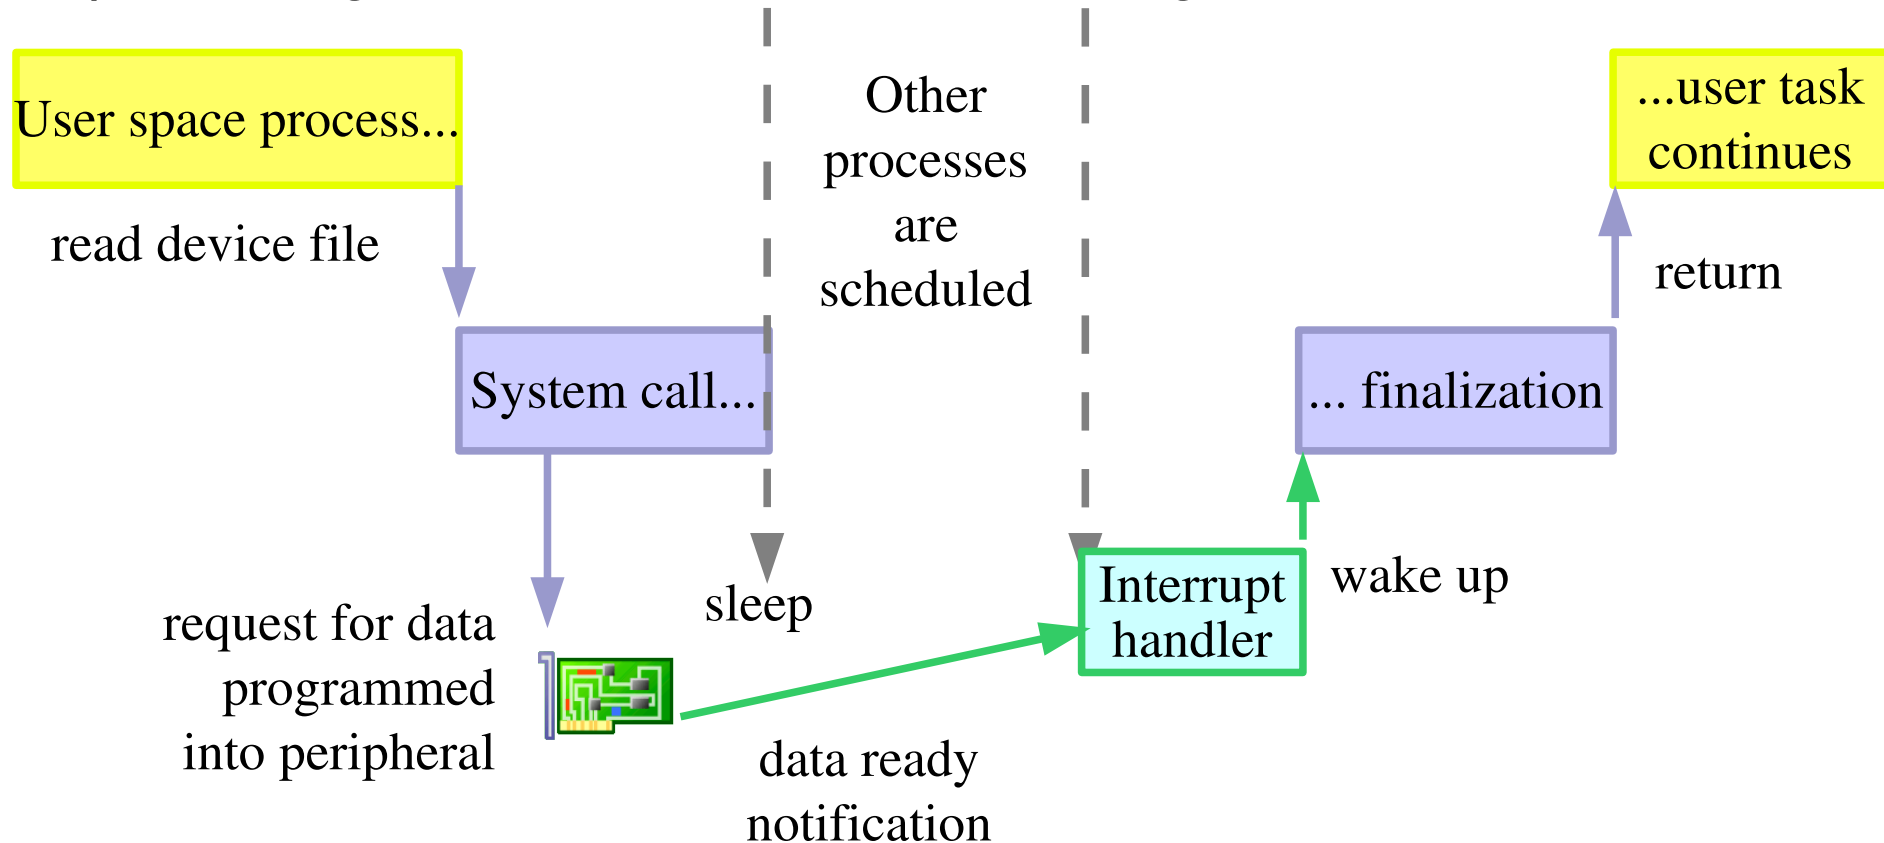 User space process...
read device file
System call...
request for data
programmed
into peripheral
sleep
Other
processes
are
scheduled
data ready
notification
Interrupt
handler
wake up
... finalization
return
...user task
continues